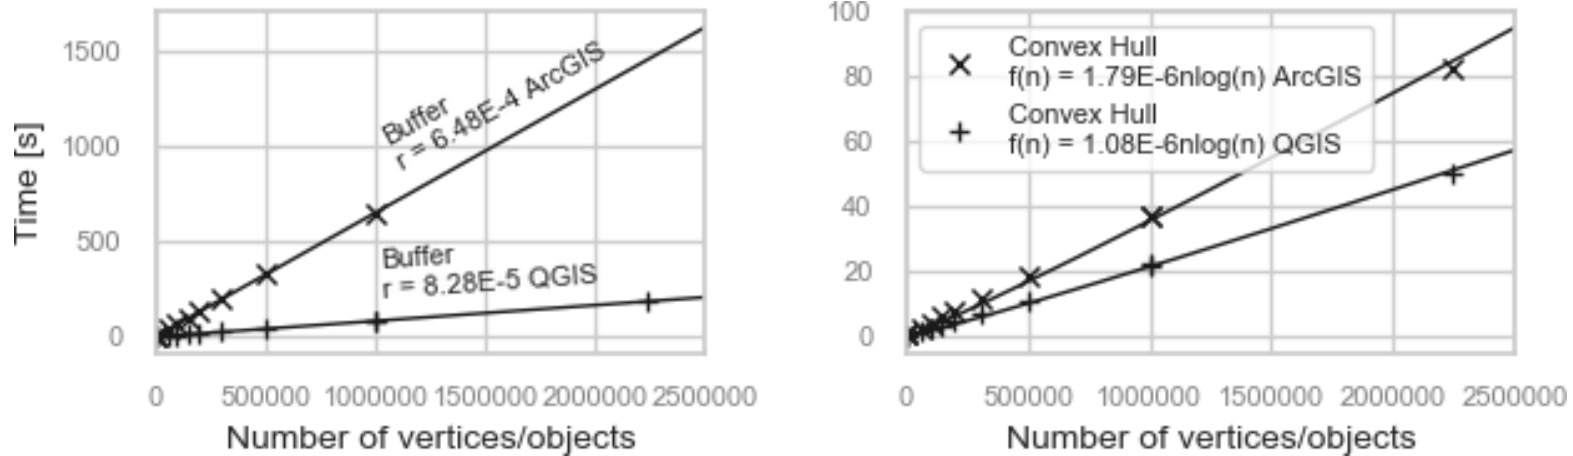 1500
1000
500
0
Time [s]
Buffer
r = 6.48E-4 ArcGIS
Buffer
r = 8.28E-5 QGIS
0 500000 1000000 1500000 2000000 2500000
Number of vertices/objects
100
80
60
40
20
0
Convex Hull
f(n) = 1.79E-6nlog(n) ArcGIS
Convex Hull
f(n) = 1.08E-6nlog(n) QGIS
0 500000 1000000 1500000 2000000 2500000
Number of vertices/objects